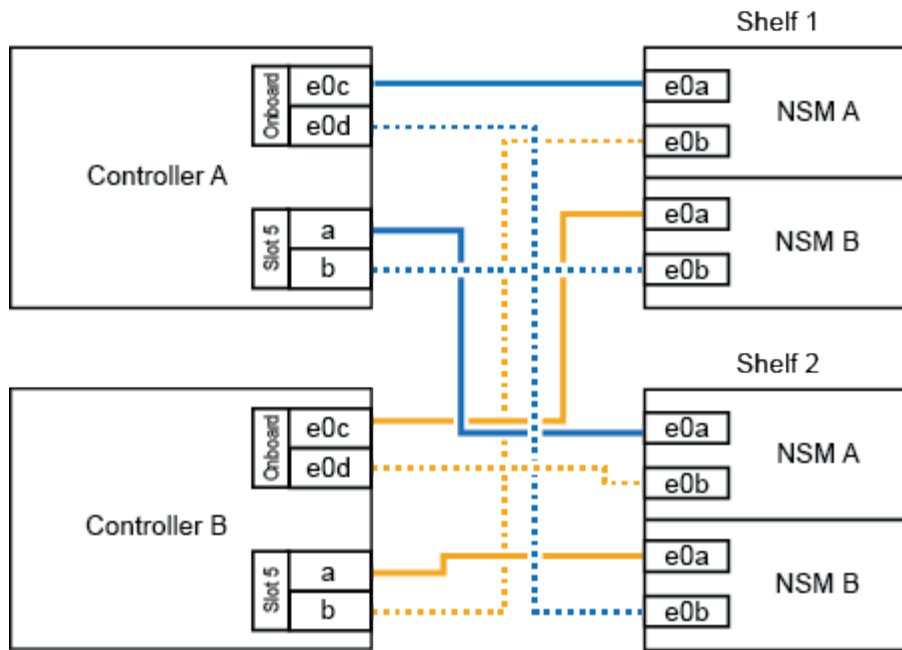 Shelf 1
Onboard
e0c
e0d
Controller A
Slot 5
a
b
e0a
NSM A
e0b
e0a
NSM B
e0b
Shelf 2
Onboard
e0c
e0d
Controller B
Slot 5
a
b
e0a
NSM A
e0b
e0a
NSM B
e0b